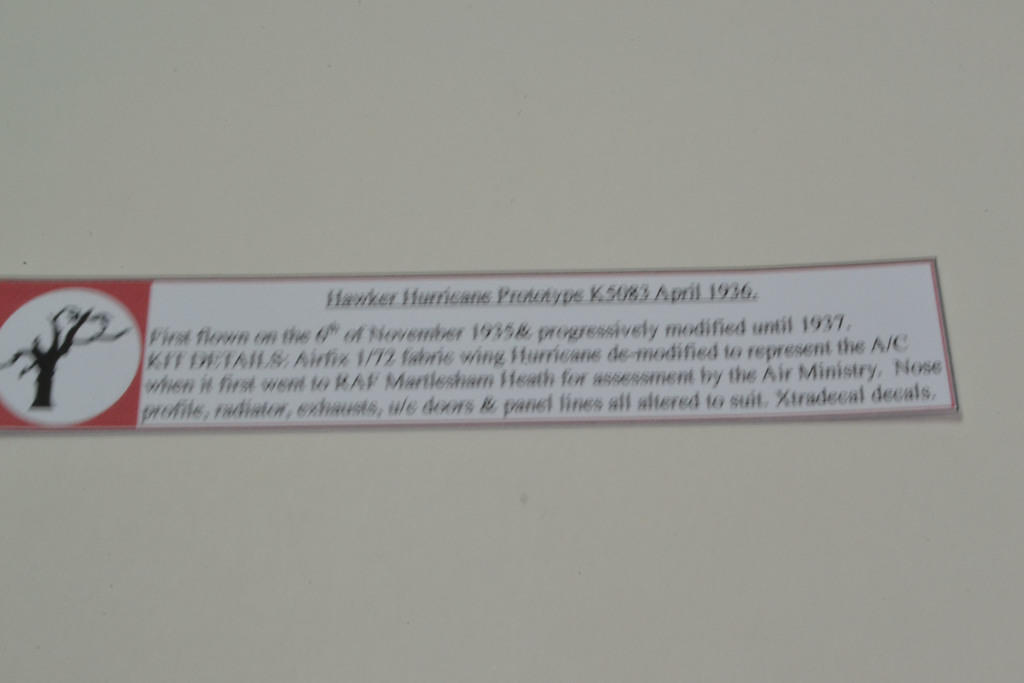 Hawker Hurricane Prototype K5083 April 1936.
First flown on the 6th of November 1935& progressively modified until 1937.
KIT DETAILS: Airfix 1/72 fabric wing Hurricane de-modified to represent the A/C
when it first went to RAF Martlesham Heath for assessment by the Air Ministry. Nose
profile, radiator, exhausts, u/c doors & panel lines all altered to suit. Xtradecal decals.